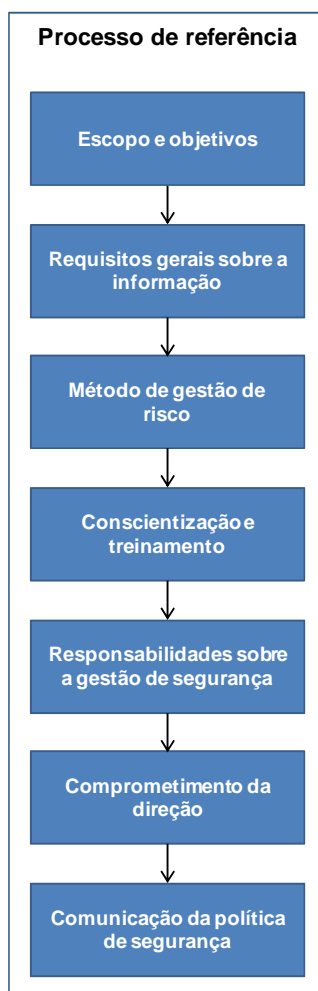 Processo de referência
Escopo e objetivos
Requisitos gerais sobre a
informação
Método de gestão de
risco
Conscientização e
treinamento
Responsabilidades sobre
a gestão de segurança
Comprometimento da
direção
Comunicação da política
de segurança